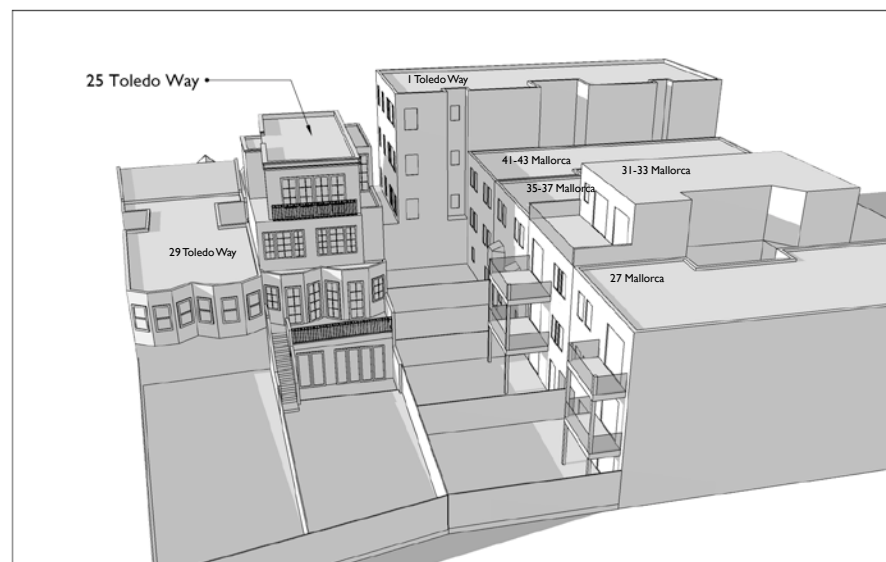 1 Toledo Way
25 Toledo Way
41-43 Mallorca
31-33 Mallorca
35-37 Mallorca
29 Toledo Way
27 Mallorca